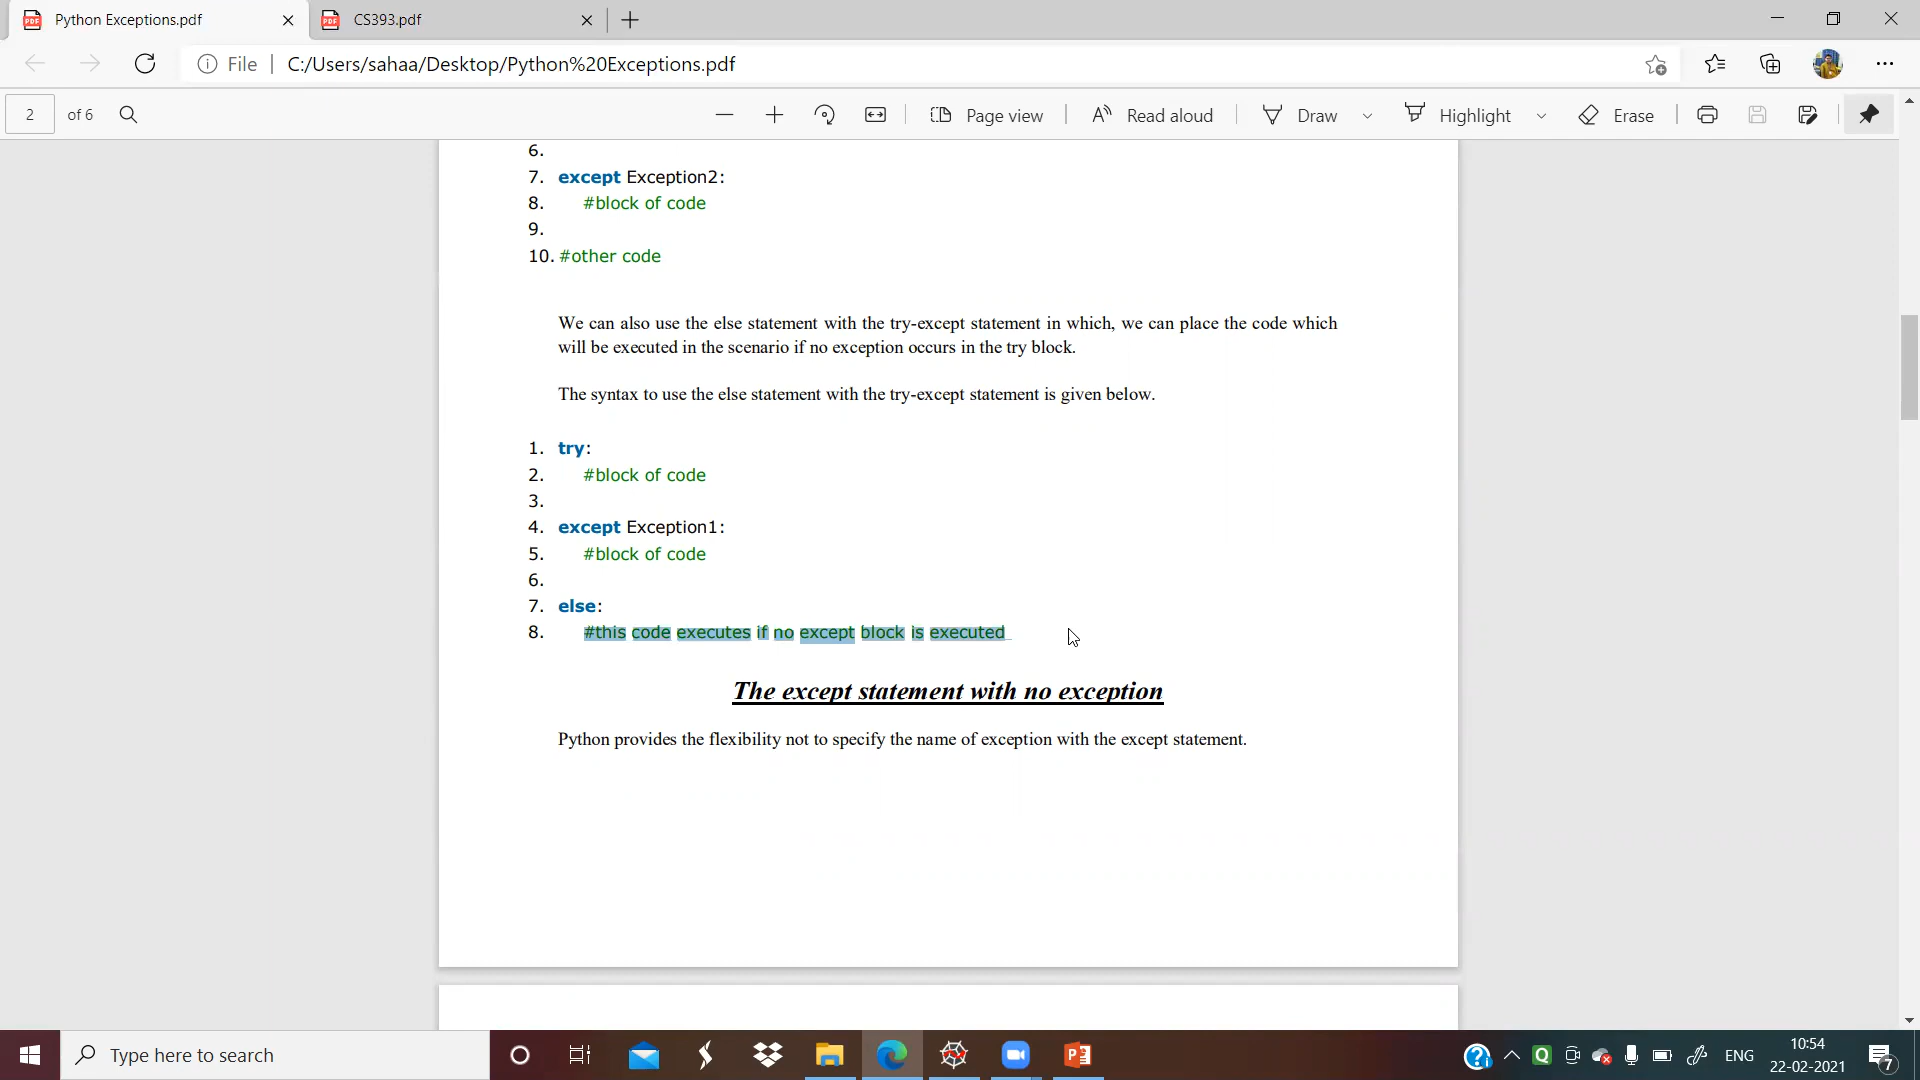 Python Exceptions.pdf
CS393.pdf
File
C:/Users/sahaa/Desktop/Python%20Exceptions.pdf
2 of 6
Page view
Read aloud
Draw
Highlight
Erase
6.
7. except Exception2:
8. #block of code
9.
10. #other code
We can also use the else statement with the try-except statement in which, we can place the code which
will be executed in the scenario if no exception occurs in the try block.
The syntax to use the else statement with the try-except statement is given below.
1. try:
2. #block of code
3.
4. except Exception1:
5. #block of code
6.
7. else:
8. #this code executes if no except block is executed
The except statement with no exception
Python provides the flexibility not to specify the name of exception with the except statement.
Type here to search
ENG
10:54
22-02-2021
7